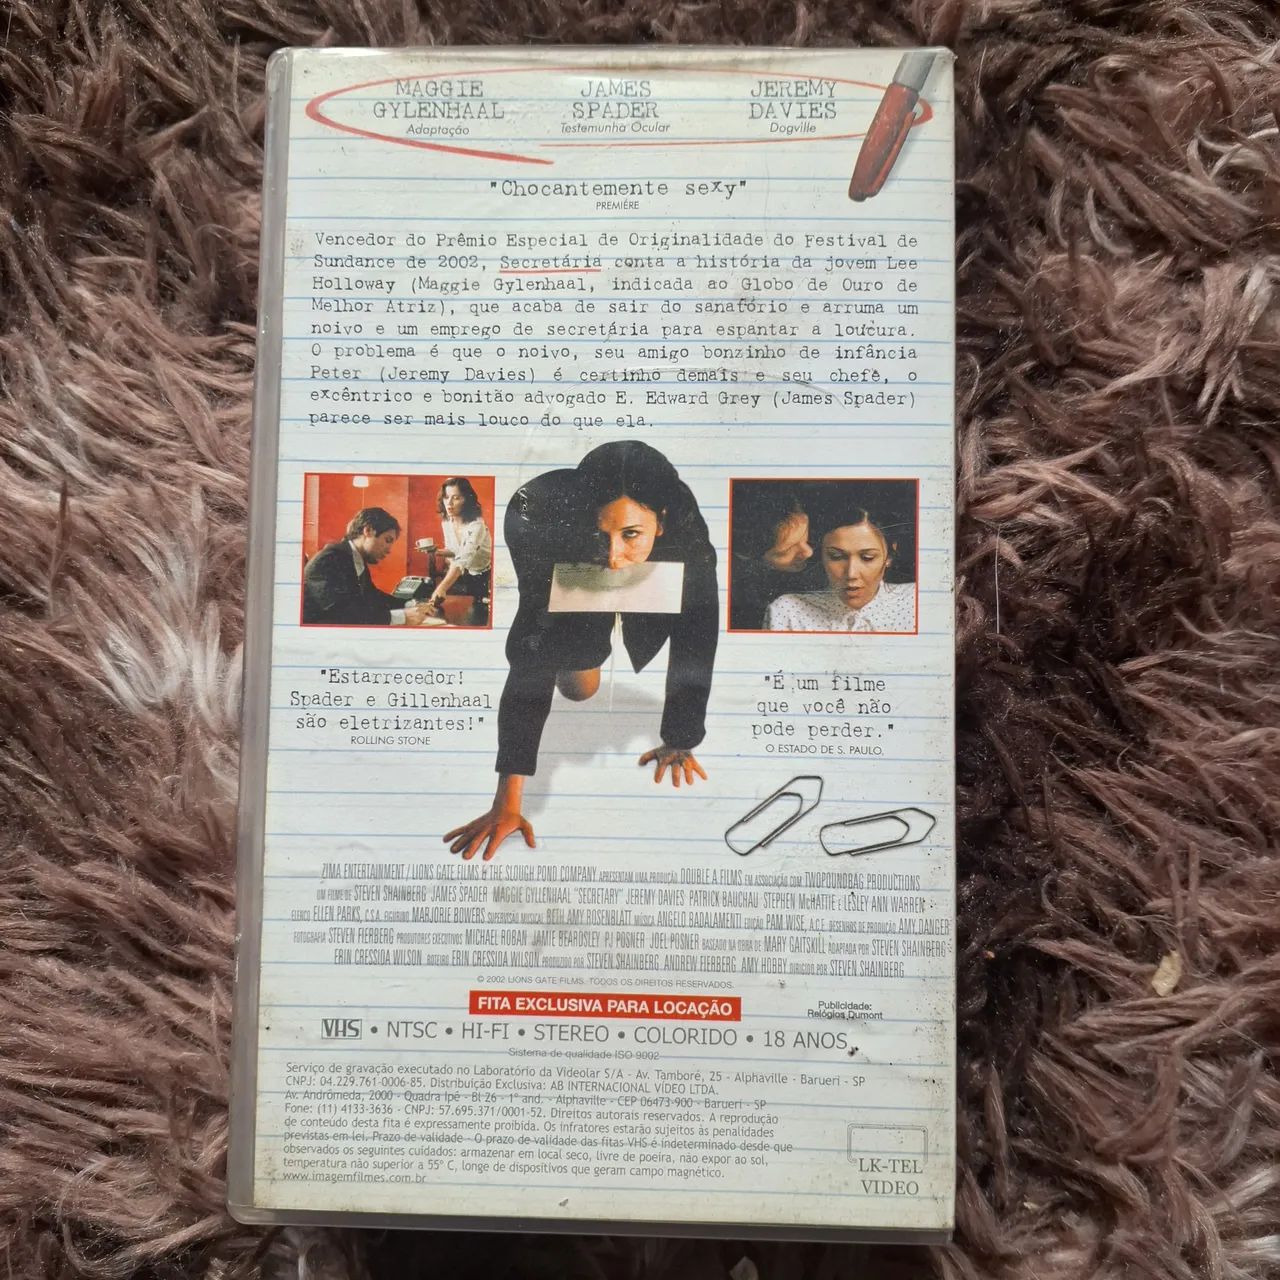 MAGGIE GYLENHAAL
Adaptação
JAMES SPADER
Testemunha Ocular
JEREMY DAVIES
Dogville
"Chocantemente sexy"
PREMIÉRE
Vencedor do Prêmio Especial de Originalidade do Festival de
Sundance de 2002, Secretária conta a história da jovem Lee
Holloway (Maggie Gylenhaal, indicada ao Globo de Ouro de
Melhor Atriz), que acaba de sair do sanatório e arruma um
noivo e um emprego de secretária para espantar a loucura.
O problema é que o noivo, seu amigo bonzinho de infância
Peter (Jeremy Davies) é certinho demais e seu chefe, o
excêntrico e bonitão advogado E. Edward Grey (James Spader)
parece ser mais louco do que ela.
"Estarrecedor!
Spader e Gillenhaal
são eletrizantes!"
ROLLING STONE
"É um filme
que você não
pode perder."
O ESTADO DE S. PAULO.
ZIMA ENTERTAINMENT / LIONS GATE FILMS & THE SLOUGH POND COMPANY APRESENTAM UMA PRODUÇÃO DOUBLE A FILMS EM ASSOCIAÇÃO COM TWOPOUNDBAG PRODUCTIONS
UM FILME DE STEVEN SHAINBERG JAMES SPADER MAGGIE GYLLENHAAL "SECRETARY" JEREMY DAVIES PATRICK BAUCHAU STEPHEN McHATTIE E LESLEY ANN WARREN
ELENCO ELLEN PARKS, C.S.A. FIGURINO MARJORIE BOWERS SUPERVISÃO MUSICAL BETH AMY ROSENBLATT MÚSICA ANGELO BADALAMENTI EDIÇÃO PAM WISE, A.C.E. DESENHOS DE PRODUÇÃO AMY DANGER
FOTOGRAFIA STEVEN FIERBERG PRODUTORES EXECUTIVOS MICHAEL ROBAN JAMIE BEARDSLEY PJ POSNER JOEL POSNER BASEADO NA OBRA DE MARY GAITSKILL ADAPTADA POR STEVEN SHAINBERG
ERIN CRESSIDA WILSON ROTEIRO ERIN CRESSIDA WILSON PRODUZIDO POR STEVEN SHAINBERG ANDREW FIERBERG AMY HOBBY DIRIGIDO POR STEVEN SHAINBERG
© 2002 LIONS GATE FILMS. TODOS OS DIREITOS RESERVADOS.
FITA EXCLUSIVA PARA LOCAÇÃO
Publicidade:
Relógios Dumont
VHS • NTSC • HI-FI • STEREO • COLORIDO • 18 ANOS
Sistema de qualidade ISO 9002
Serviço de gravação executado no Laboratório da Videolar S/A - Av. Tamboré, 25 - Alphaville - Barueri - SP
CNPJ: 04.229.761-0006-85. Distribuição Exclusiva: AB INTERNACIONAL VÍDEO LTDA.
Av. Andrômeda, 2000 - Quadra Ipê - Bl 26 - 1º and. - Alphaville - CEP 06473-900 - Barueri - SP
Fone: (11) 4133-3636 - CNPJ: 57.695.371/0001-52. Direitos autorais reservados. A reprodução
de conteúdo desta fita é expressamente proibida. Os infratores estarão sujeitos às penalidades
previstas em lei. Prazo de validade - O prazo de validade das fitas VHS é indeterminado desde que
observados os seguintes cuidados: armazenar em local seco, livre de poeira, não expor ao sol,
temperatura não superior a 55° C, longe de dispositivos que geram campo magnético.
www.imagemfilmes.com.br
LK-TEL
VIDEO